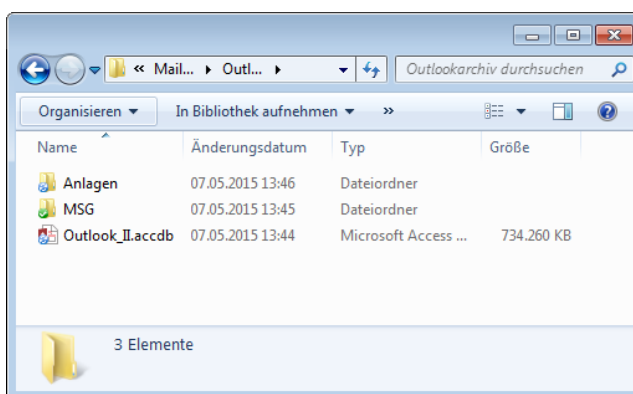 « Mail... ▸ Outl... ▸ Outlookarchiv durchsuchen
Organisieren ▼ In Bibliothek aufnehmen ▼ »
Name Änderungsdatum Typ Größe
Anlagen 07.05.2015 13:46 Dateiordner
MSG 07.05.2015 13:45 Dateiordner
Outlook_II.accdb 07.05.2015 13:44 Microsoft Access ... 734.260 KB
3 Elemente